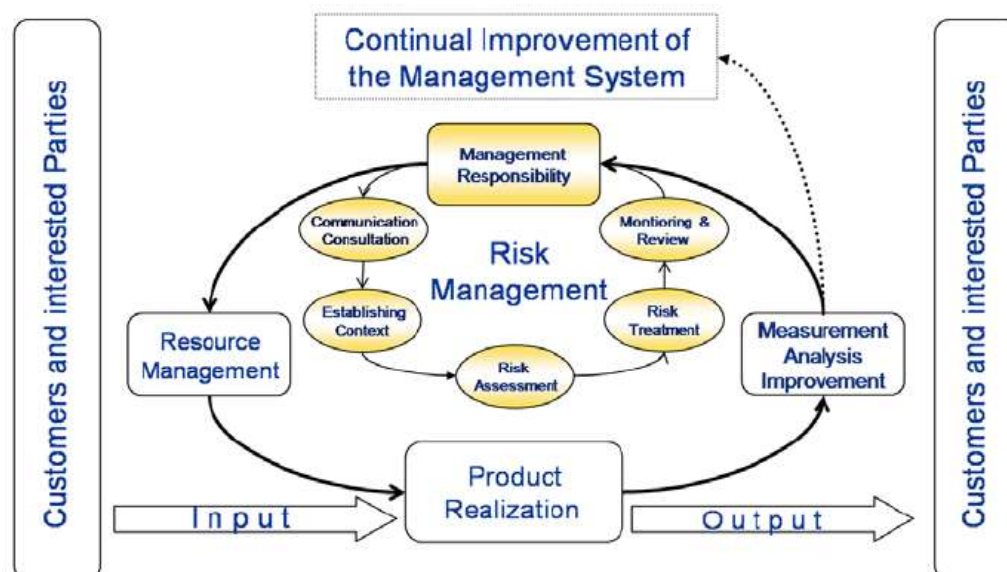 Customers and interested Parties
Continual Improvement of
the Management System
Management
Responsibility
Communication
Consultation
Montioring &
Review
Risk
Management
Establishing
Context
Risk
Treatment
Risk
Assessment
Resource
Management
Measurement
Analysis
Improvement
Product
Realization
Input
Output
Customers and interested Parties